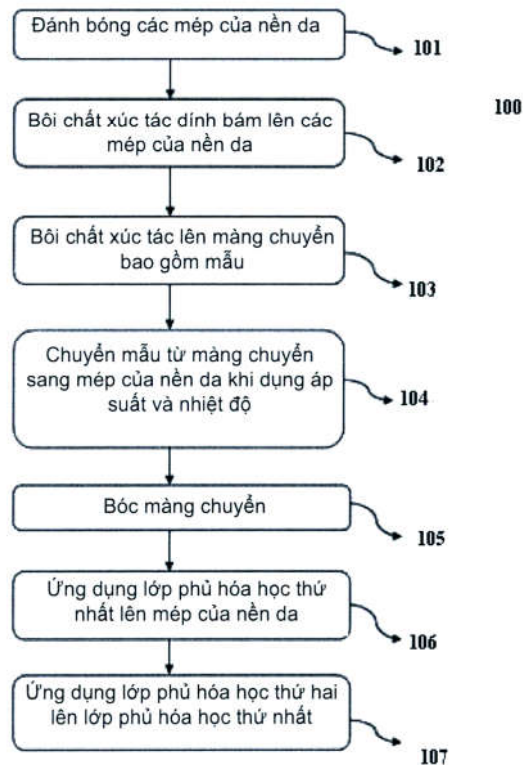 Đánh bóng các mép của nền da
101
100
Bôi chất xúc tác dính bám lên các
mép của nền da
102
Bôi chất xúc tác lên màng chuyển
bao gồm mẫu
103
Chuyển mẫu từ màng chuyển
sang mép của nền da khi dụng áp
suất và nhiệt độ
104
Bóc màng chuyển
105
Ứng dụng lớp phủ hóa học thứ
nhất lên mép của nền da
106
Ứng dụng lớp phủ hóa học thứ hai
lên lớp phủ hóa học thứ nhất
107